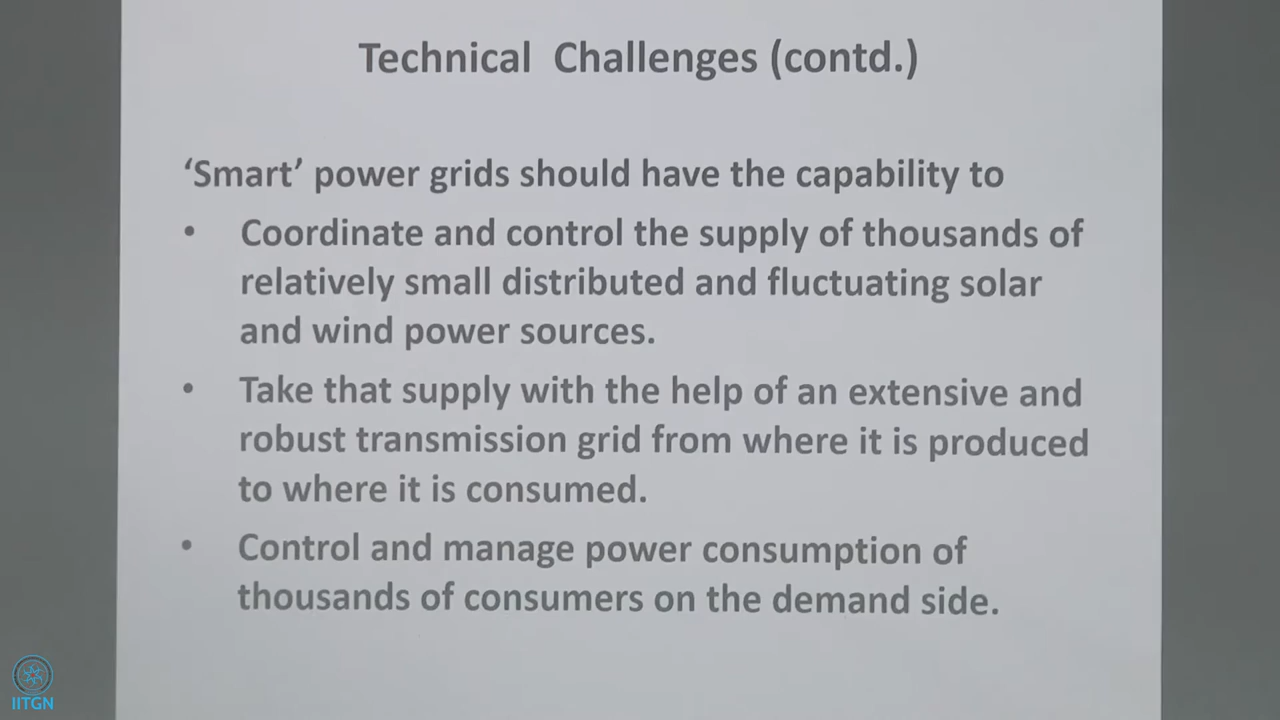 Technical Challenges (contd.)
‘Smart’ power grids should have the capability to
• Coordinate and control the supply of thousands of
relatively small distributed and fluctuating solar
and wind power sources.
• Take that supply with the help of an extensive and
robust transmission grid from where it is produced
to where it is consumed.
• Control and manage power consumption of
thousands of consumers on the demand side.
IITGN